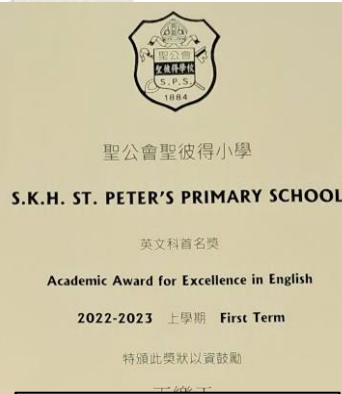 聖公會
聖彼得學校
S.P.S.
1884
聖公會聖彼得小學
S.K.H. ST. PETER'S PRIMARY SCHOOL
英文科首名獎
Academic Award for Excellence in English
2022-2023 上學期 First Term
特頒此獎狀以資鼓勵